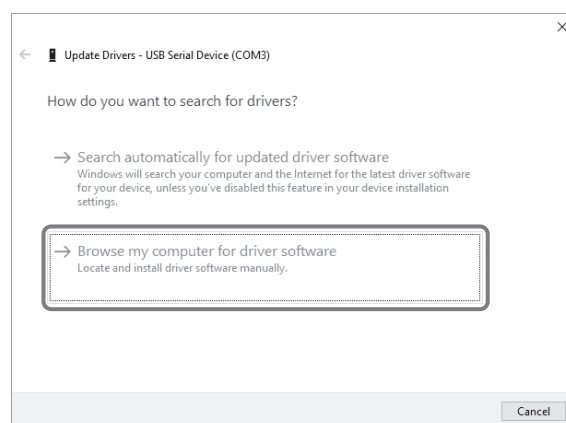 Update Drivers - USB Serial Device (COM3)
How do you want to search for drivers?
Search automatically for updated driver software
Windows will search your computer and the Internet for the latest driver software
for your device, unless you've disabled this feature in your device installation
settings.
Browse my computer for driver software
Locate and install driver software manually.
Cancel